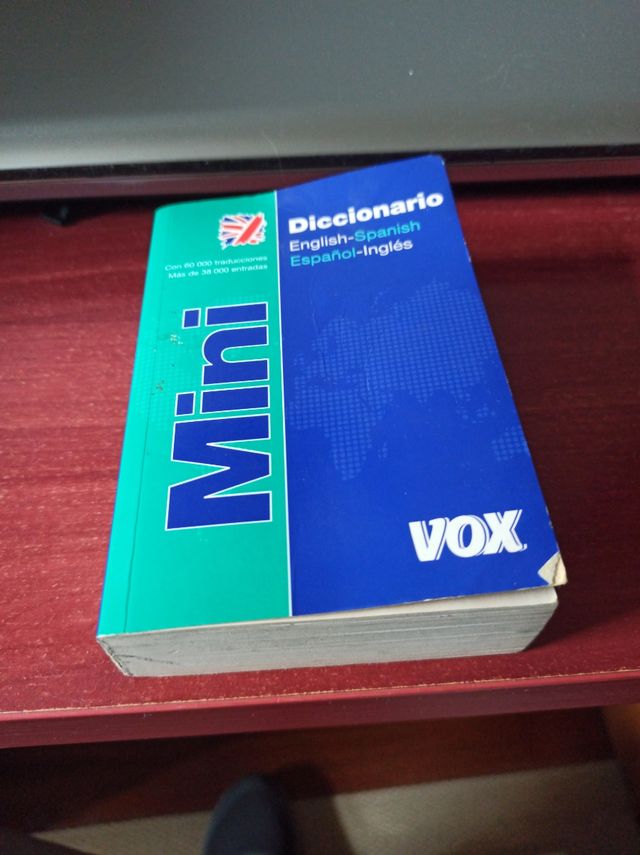 Diccionario
English-Spanish
Español-Inglés
Con 60 000 traducciones
Más de 38 000 entradas
Mini
VOX